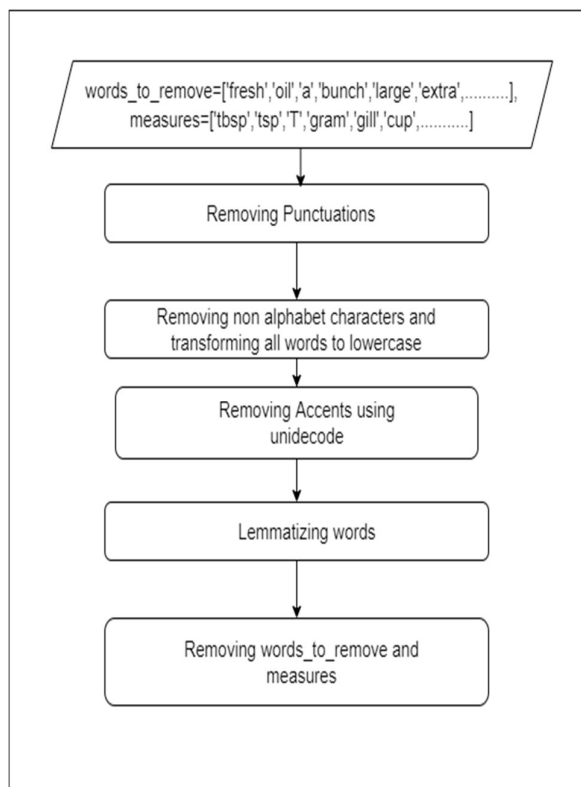 words_to_remove=['fresh','oil','a','bunch','large','extra',..........],
measures=['tbsp','tsp','T','gram','gill','cup',...........]
Removing Punctuations
Removing non alphabet characters and
transforming all words to lowercase
Removing Accents using
unidecode
Lemmatizing words
Removing words_to_remove and
measures